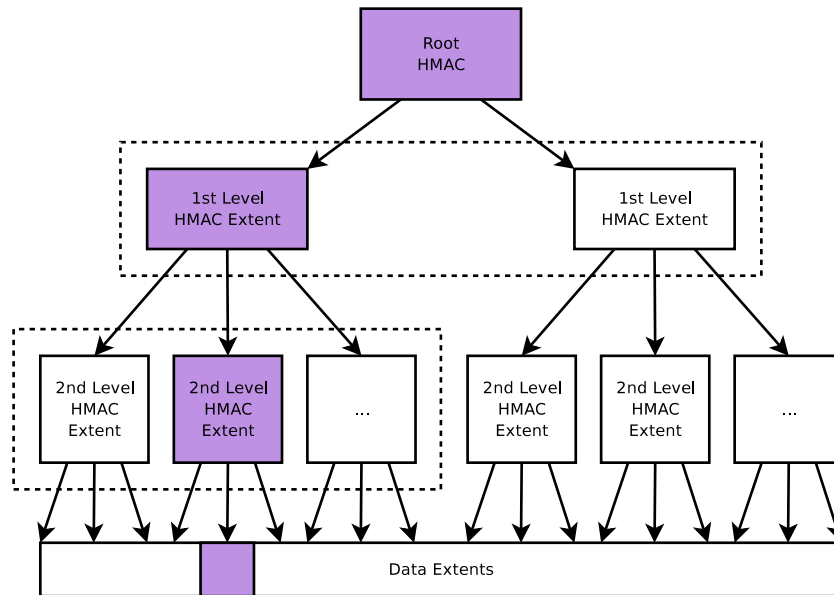 Root
HMAC
1st Level
HMAC Extent
1st Level
HMAC Extent
2nd Level
HMAC
Extent
2nd Level
HMAC
Extent
...
2nd Level
HMAC
Extent
2nd Level
HMAC
Extent
...
Data Extents